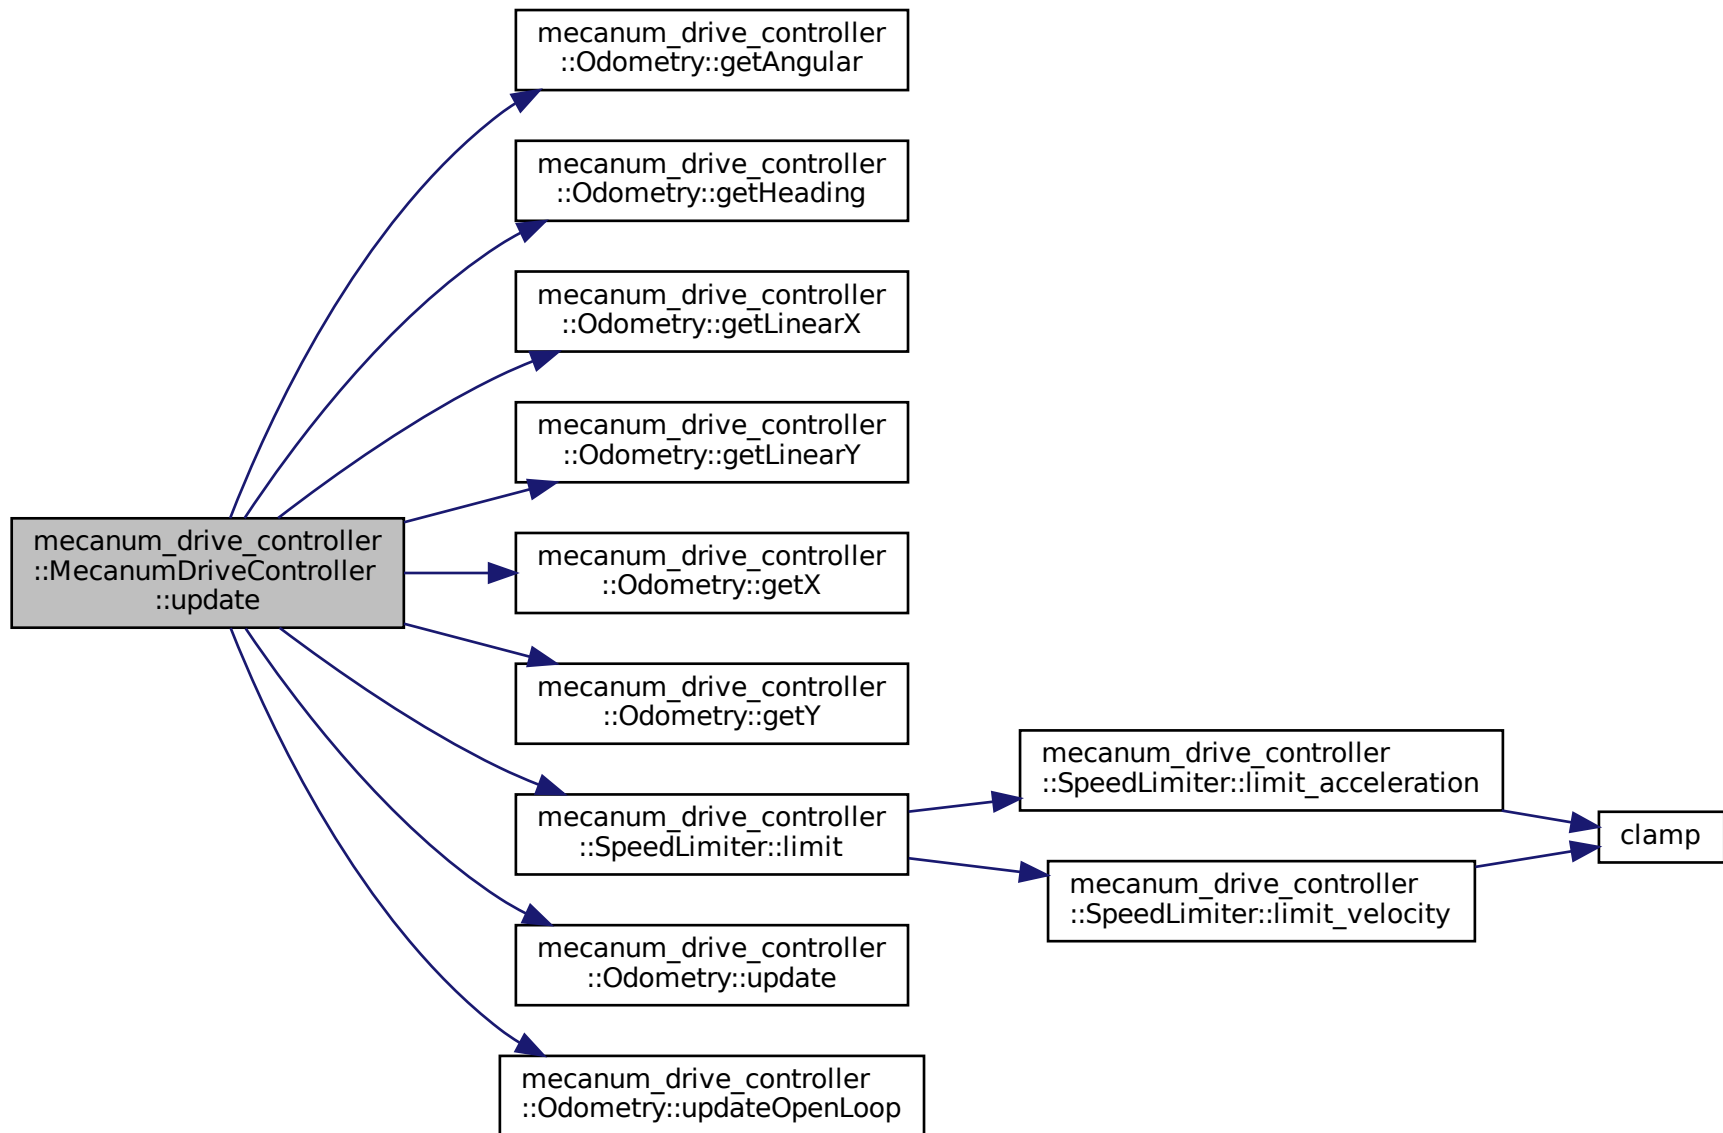 mecanum_drive_controller
::Odometry::getAngular
mecanum_drive_controller
::Odometry::getHeading
mecanum_drive_controller
::Odometry::getLinearX
mecanum_drive_controller
::Odometry::getLinearY
mecanum_drive_controller
::MecanumDriveController
::update
mecanum_drive_controller
::Odometry::getX
mecanum_drive_controller
::Odometry::getY
mecanum_drive_controller
::SpeedLimiter::limit
mecanum_drive_controller
::SpeedLimiter::limit_acceleration
mecanum_drive_controller
::SpeedLimiter::limit_velocity
clamp
mecanum_drive_controller
::Odometry::update
mecanum_drive_controller
::Odometry::updateOpenLoop